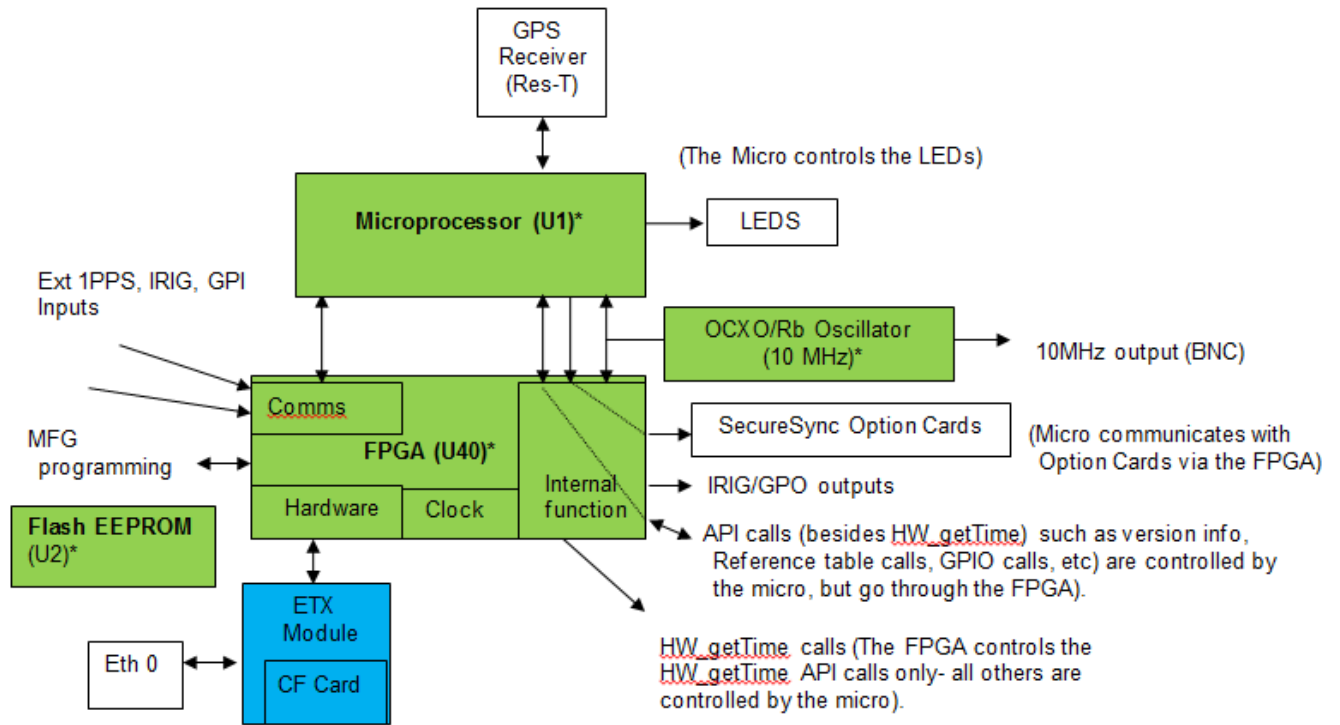 GPS
Receiver
(Res-T)
(The Micro controls the LEDs)
Microprocessor (U1)*
LEDS
Ext 1PPS, IRIG, GPI
Inputs
OCXO/Rb Oscillator
(10 MHz)*
10MHz output (BNC)
Comms
SecureSync Option Cards
(Micro communicates with
Option Cards via the FPGA)
MFG
programming
FPGA (U40)*
Internal
function
IRIG/GPO outputs
Hardware
Clock
Flash EEPROM
(U2)*
API calls (besides HW_getTime) such as version info,
Reference table calls, GPIO calls, etc) are controlled by
the micro, but go through the FPGA).
ETX
Module
Eth 0
CF Card
HW_getTime calls (The FPGA controls the
HW_getTime API calls only- all others are
controlled by the micro).